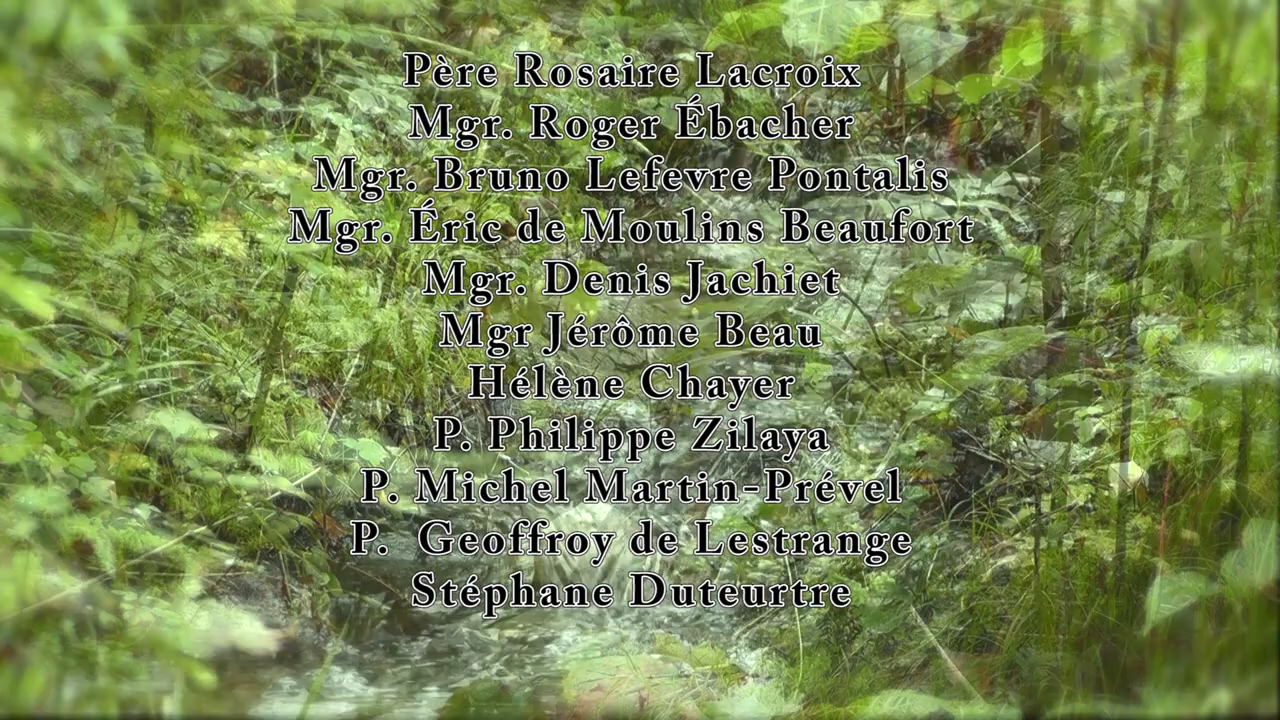 Père Rosaire Lacroix
Mgr. Roger Ébacher
Mgr. Bruno Lefevre Pontalis
Mgr. Éric de Moulins Beaufort
Mgr. Denis Jachiet
Mgr Jérôme Beau
Hélène Chayer
P. Philippe Zilaya
P. Michel Martin-Prével
P. Geoffroy de Lestrange
Stéphane Duteurtre